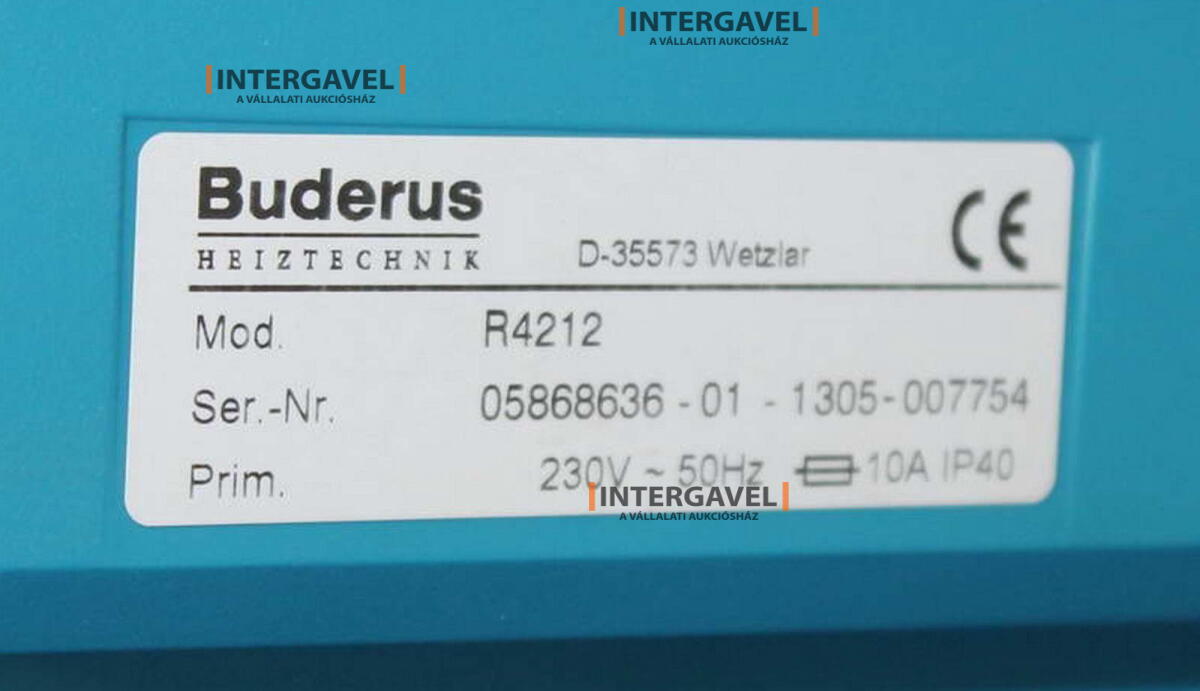 INTERGAVEL
A VÁLLALATI AUKCIÓSHÁZ
INTERGAVEL
A VÁLLALATI AUKCIÓSHÁZ
Buderus
HEIZTECHNIK
D-35573 Wetzlar
CE
Mod. R4212
Ser.-Nr. 05868636 - 01 - 1305-007754
Prim. 230V ~ 50Hz 10A IP40
INTERGAVEL
A VÁLLALATI AUKCIÓSHÁZ